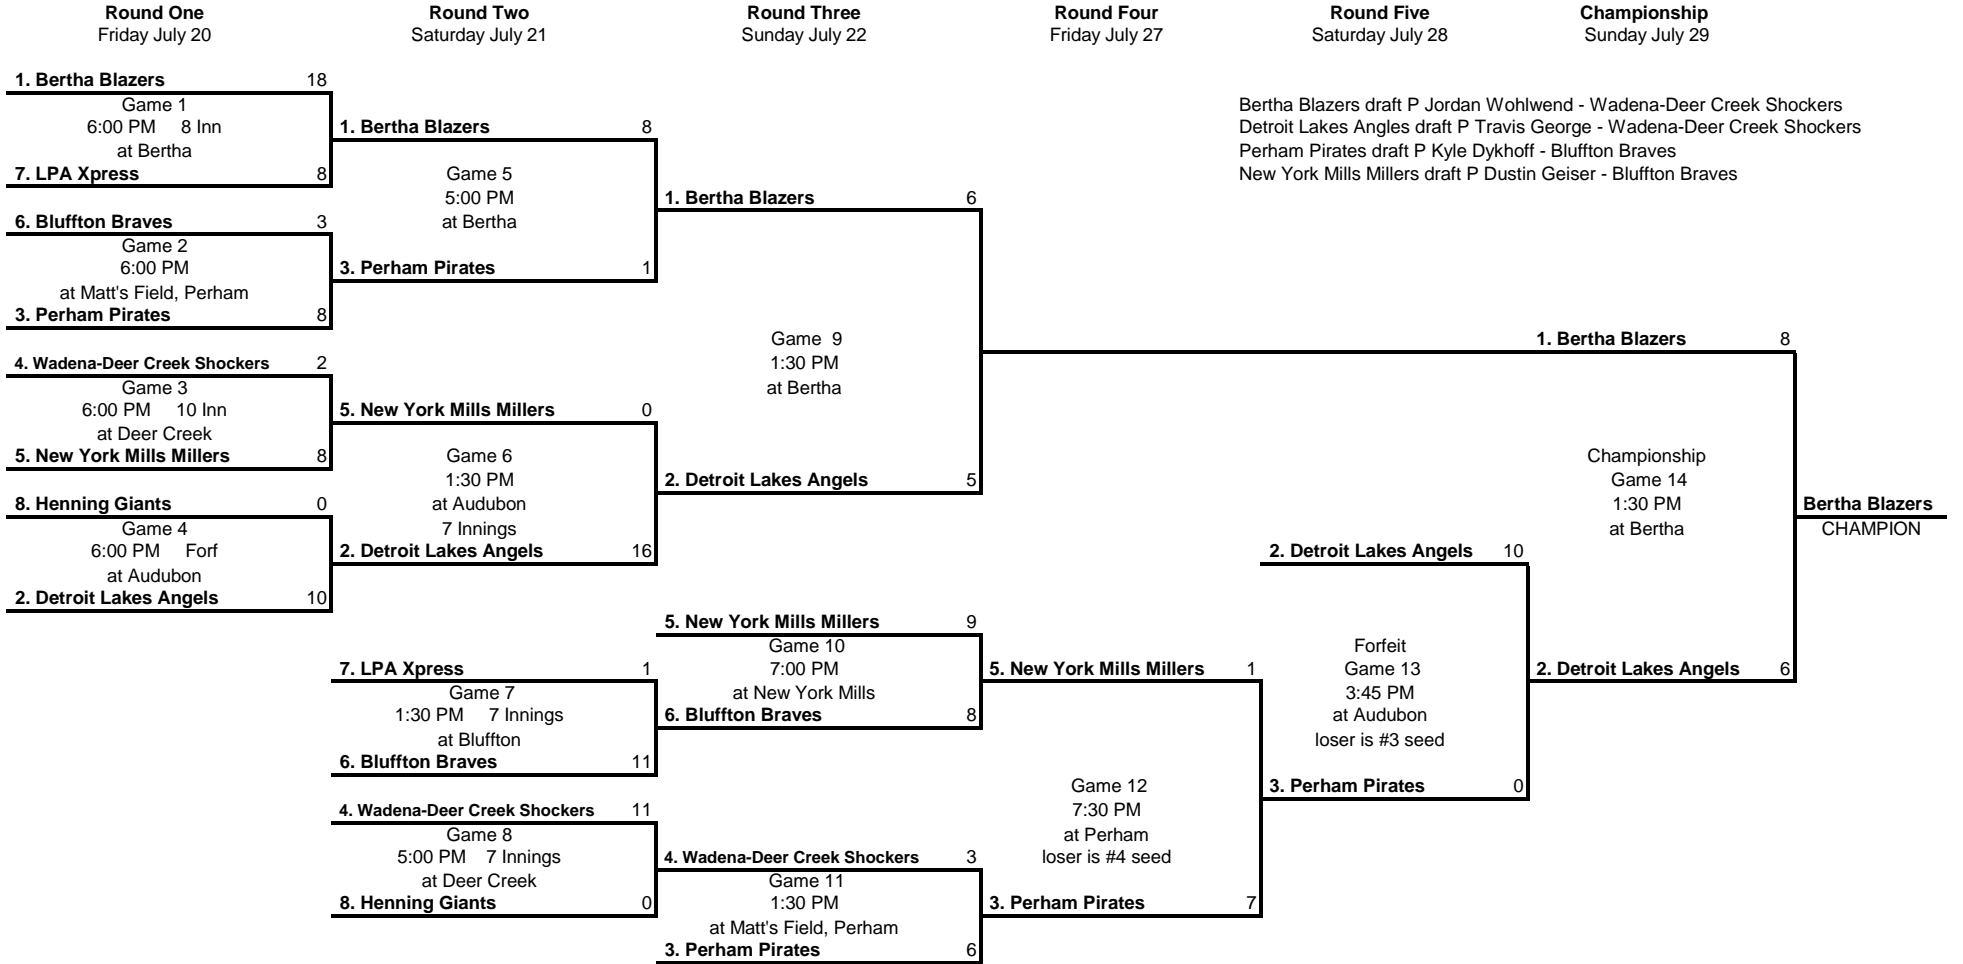 Round One
Friday July 20
Round Two
Saturday July 21
Round Three
Sunday July 22
Round Four
Friday July 27
Round Five
Saturday July 28
Championship
Sunday July 29
1. Bertha Blazers 18
Game 1
6:00 PM 8 Inn
at Bertha
7. LPA Xpress 8
6. Bluffton Braves 3
Game 2
6:00 PM
at Matt's Field, Perham
3. Perham Pirates 8
4. Wadena-Deer Creek Shockers 2
Game 3
6:00 PM 10 Inn
at Deer Creek
5. New York Mills Millers 8
8. Henning Giants 0
Game 4
6:00 PM Forf
at Audubon
2. Detroit Lakes Angels 10
1. Bertha Blazers 8
Game 5
5:00 PM
at Bertha
3. Perham Pirates 1
5. New York Mills Millers 0
Game 6
1:30 PM
at Audubon
7 Innings
2. Detroit Lakes Angels 16
7. LPA Xpress 1
Game 7
1:30 PM 7 Innings
at Bluffton
6. Bluffton Braves 11
4. Wadena-Deer Creek Shockers 11
Game 8
5:00 PM 7 Innings
at Deer Creek
8. Henning Giants 0
1. Bertha Blazers 6
Game 9
1:30 PM
at Bertha
2. Detroit Lakes Angels 5
5. New York Mills Millers 9
Game 10
7:00 PM
at New York Mills
6. Bluffton Braves 8
4. Wadena-Deer Creek Shockers 3
Game 11
1:30 PM
at Matt's Field, Perham
3. Perham Pirates 6
5. New York Mills Millers 1
Game 12
7:30 PM
at Perham
loser is #4 seed
3. Perham Pirates 7
2. Detroit Lakes Angels 10
Forfeit
Game 13
3:45 PM
at Audubon
loser is #3 seed
3. Perham Pirates 0
Bertha Blazers draft P Jordan Wohlwend - Wadena-Deer Creek Shockers
Detroit Lakes Angles draft P Travis George - Wadena-Deer Creek Shockers
Perham Pirates draft P Kyle Dykhoff - Bluffton Braves
New York Mills Millers draft P Dustin Geiser - Bluffton Braves
1. Bertha Blazers 8
Championship
Game 14
1:30 PM
at Bertha
2. Detroit Lakes Angels 6
Bertha Blazers
CHAMPION